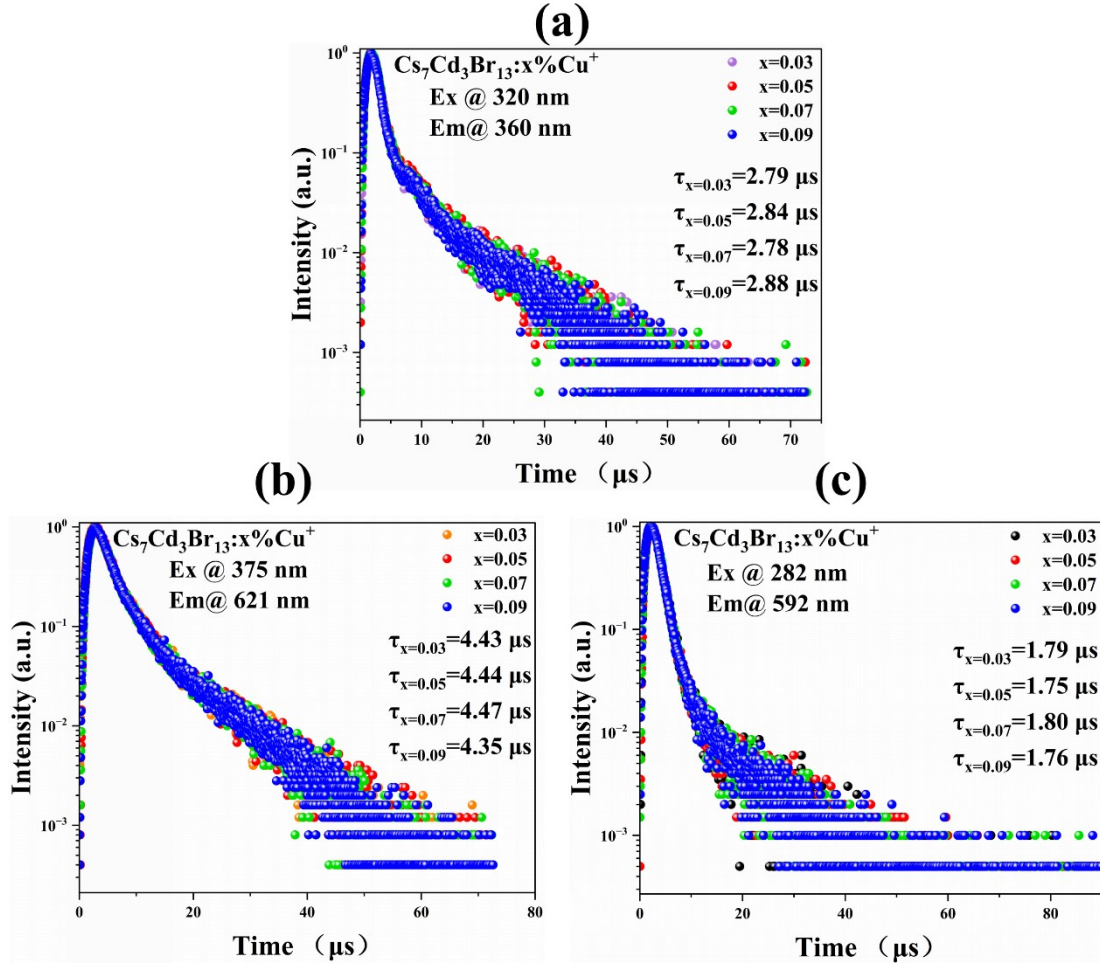 (a)
Cs₇Cd₃Br₁₃:x%Cu⁺
Ex @ 320 nm
Em@ 360 nm
x=0.03
x=0.05
x=0.07
x=0.09
τx=0.03=2.79 μs
τx=0.05=2.84 μs
τx=0.07=2.78 μs
τx=0.09=2.88 μs
Intensity (a.u.)
10⁰
10⁻¹
10⁻²
10⁻³
0 10 20 30 40 50 60 70
Time （μs）
(b)
Cs₇Cd₃Br₁₃:x%Cu⁺
Ex @ 375 nm
Em@ 621 nm
x=0.03
x=0.05
x=0.07
x=0.09
τx=0.03=4.43 μs
τx=0.05=4.44 μs
τx=0.07=4.47 μs
τx=0.09=4.35 μs
Intensity (a.u.)
10⁰
10⁻¹
10⁻²
10⁻³
0 10 20 30 40 50 60 80
Time （μs）
(c)
Cs₇Cd₃Br₁₃:x%Cu⁺
Ex @ 282 nm
Em@ 592 nm
x=0.03
x=0.05
x=0.07
x=0.09
τx=0.03=1.79 μs
τx=0.05=1.75 μs
τx=0.07=1.80 μs
τx=0.09=1.76 μs
Intensity (a.u.)
10⁰
10⁻¹
10⁻²
10⁻³
0 20 40 60 80
Time （μs）